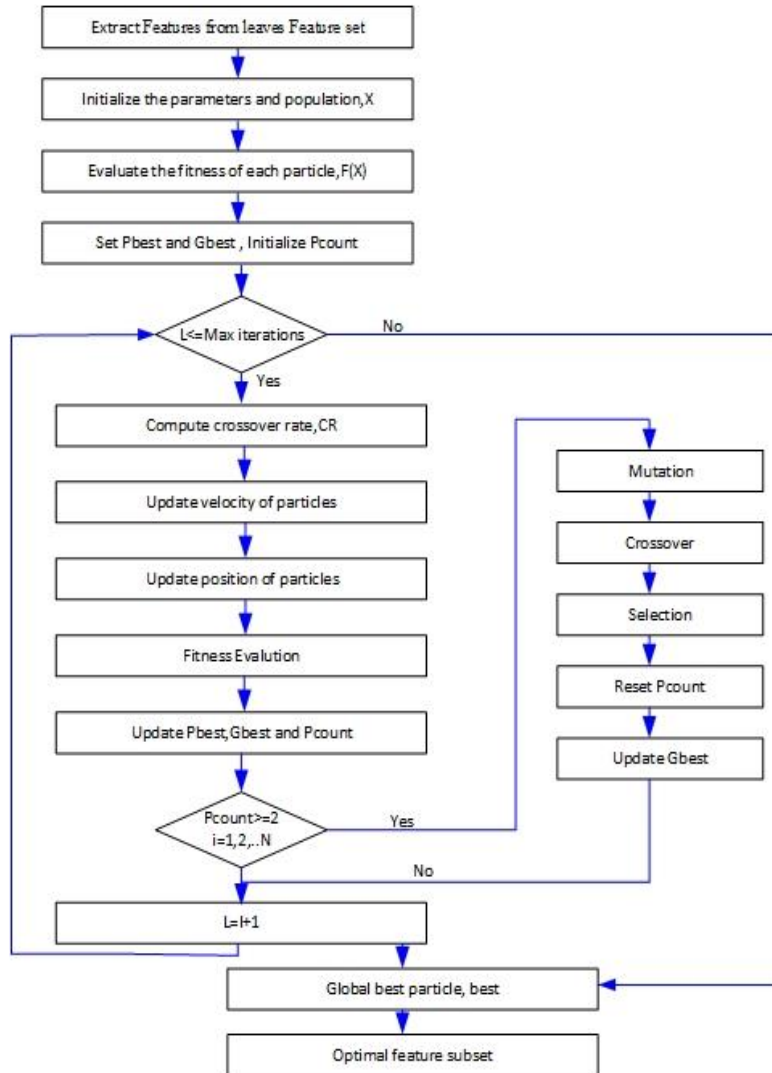 Extract Features from leaves Feature set
Initialize the parameters and population,X
Evaluate the fitness of each particle,F(X)
Set Pbest and Gbest , Initialize Pcount
L<=Max iterations
No
Yes
Compute crossover rate,CR
Update velocity of particles
Update position of particles
Fitness Evalution
Update Pbest,Gbest and Pcount
Pcount>=2
i=1,2,..N
Yes
Mutation
Crossover
Selection
Reset Pcount
Update Gbest
No
L=l+1
Global best particle, best
Optimal feature subset